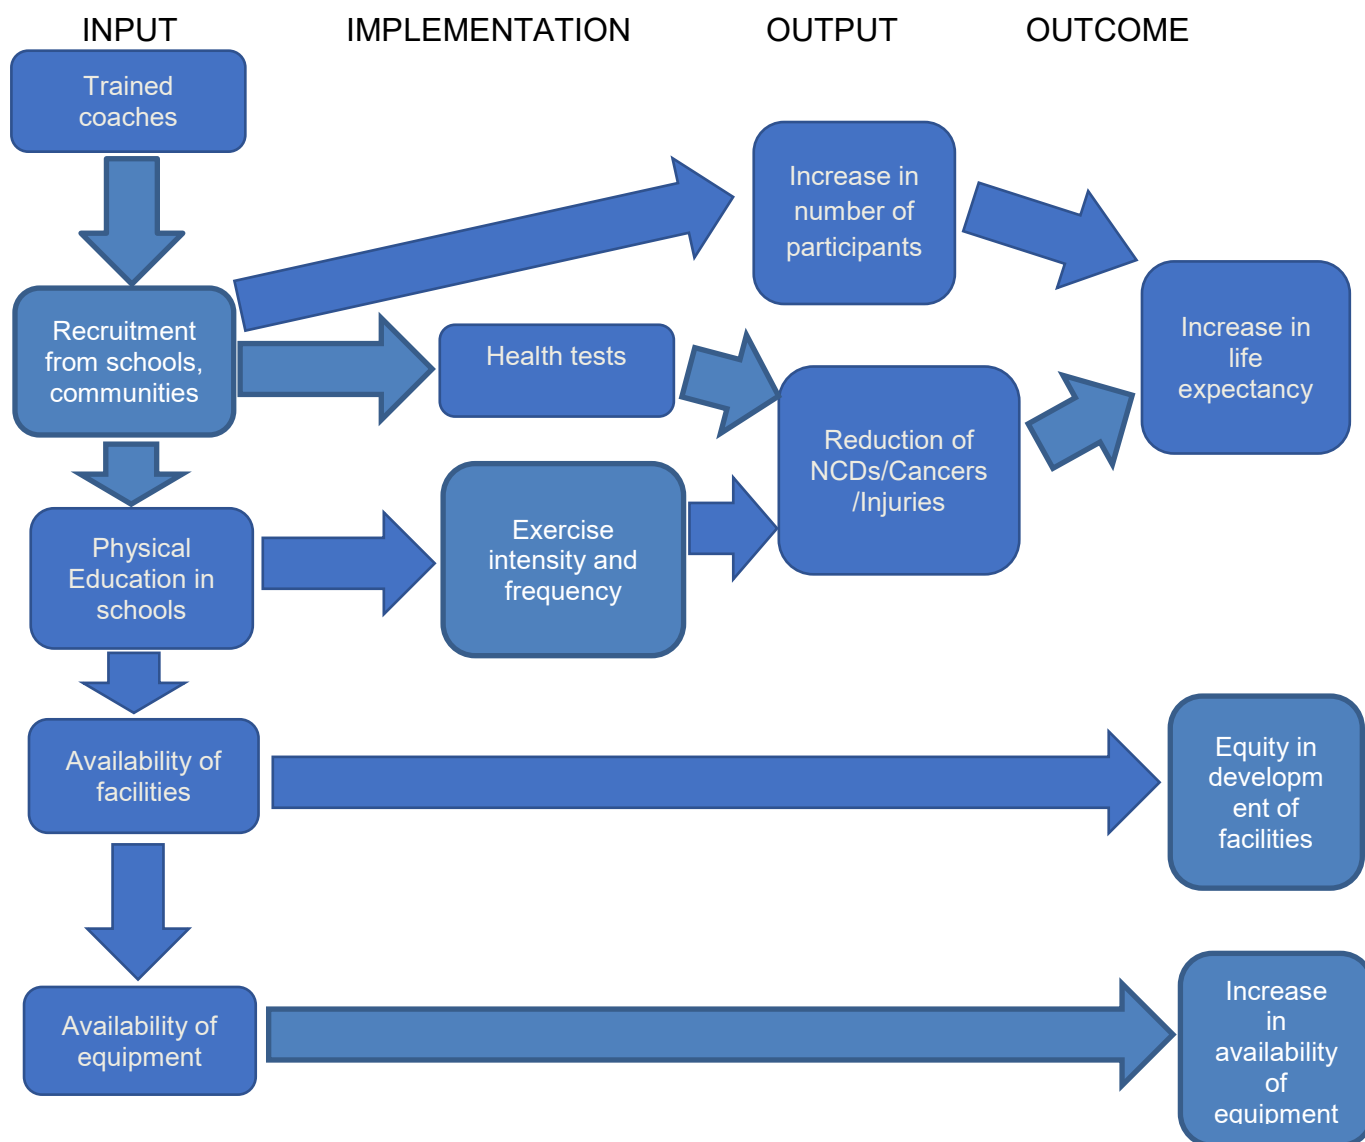 INPUT IMPLEMENTATION OUTPUT OUTCOME
Trained
coaches
Increase in
number of
participants
Recruitment
from schools,
communities
Health tests
Increase in
life
expectancy
Reduction of
NCDs/Cancers
/Injuries
Physical
Education in
schools
Exercise
intensity and
frequency
Availability of
facilities
Equity in
developm
ent of
facilities
Availability of
equipment
Increase
in
availability
of
equipment